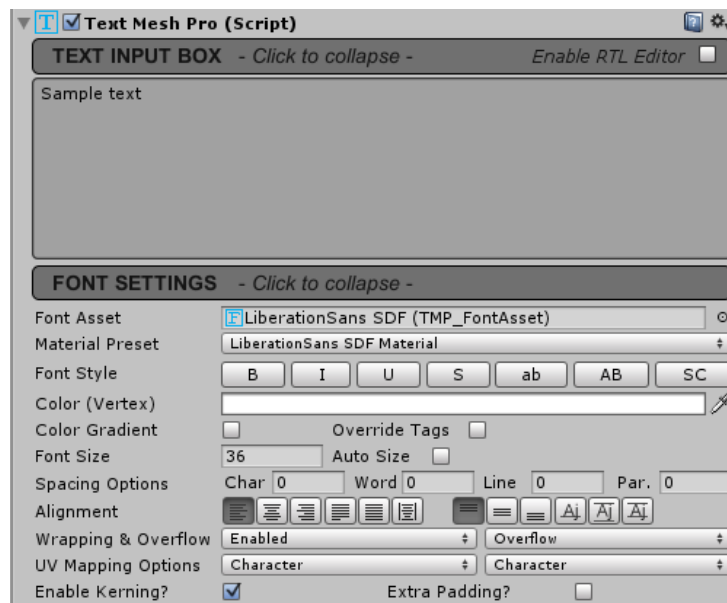 Text Mesh Pro (Script)
TEXT INPUT BOX - Click to collapse - Enable RTL Editor
Sample text
FONT SETTINGS - Click to collapse -
Font Asset LiberationSans SDF (TMP_FontAsset)
Material Preset LiberationSans SDF Material
Font Style B I U S ab AB SC
Color (Vertex)
Color Gradient Override Tags
Font Size 36 Auto Size
Spacing Options Char 0 Word 0 Line 0 Par. 0
Alignment
Wrapping & Overflow Enabled Overflow
UV Mapping Options Character Character
Enable Kerning? Extra Padding?